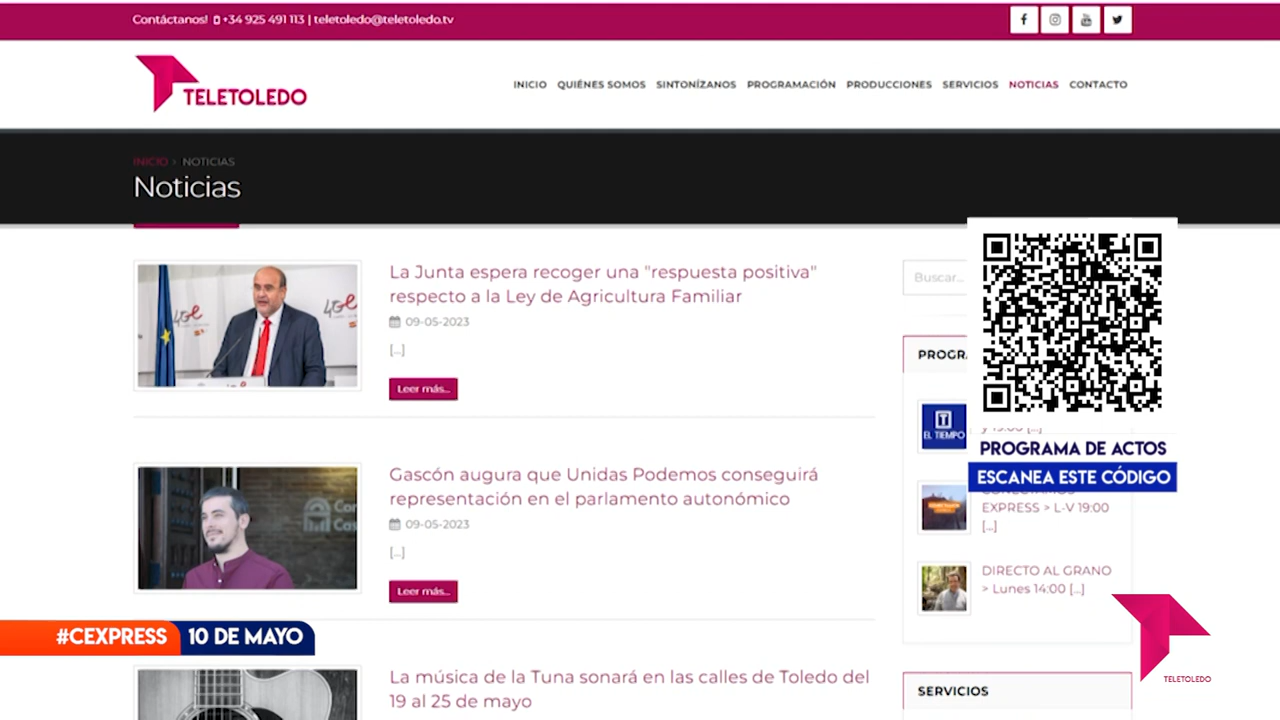 Contáctanos! +34 925 491 113 | teletoledo@teletoledo.tv
TELETOLEDO
INICIO QUIÉNES SOMOS SINTONÍZANOS PROGRAMACIÓN PRODUCCIONES SERVICIOS NOTICIAS CONTACTO
INICIO > NOTICIAS
Noticias
La Junta espera recoger una "respuesta positiva"
respecto a la Ley de Agricultura Familiar
09-05-2023
[...]
Leer más...
Gascón augura que Unidas Podemos conseguirá
representación en el parlamento autonómico
09-05-2023
[...]
Leer más...
La música de la Tuna sonará en las calles de Toledo del
19 al 25 de mayo
Buscar...
EL TIEMPO
y 19:00 [...]
PROGRAMA DE ACTOS
ESCANEA ESTE CÓDIGO
EXPRESS > L-V 19:00
[...]
DIRECTO AL GRANO
> Lunes 14:00 [...]
SERVICIOS
#CEXPRESS 10 DE MAYO
TELETOLEDO